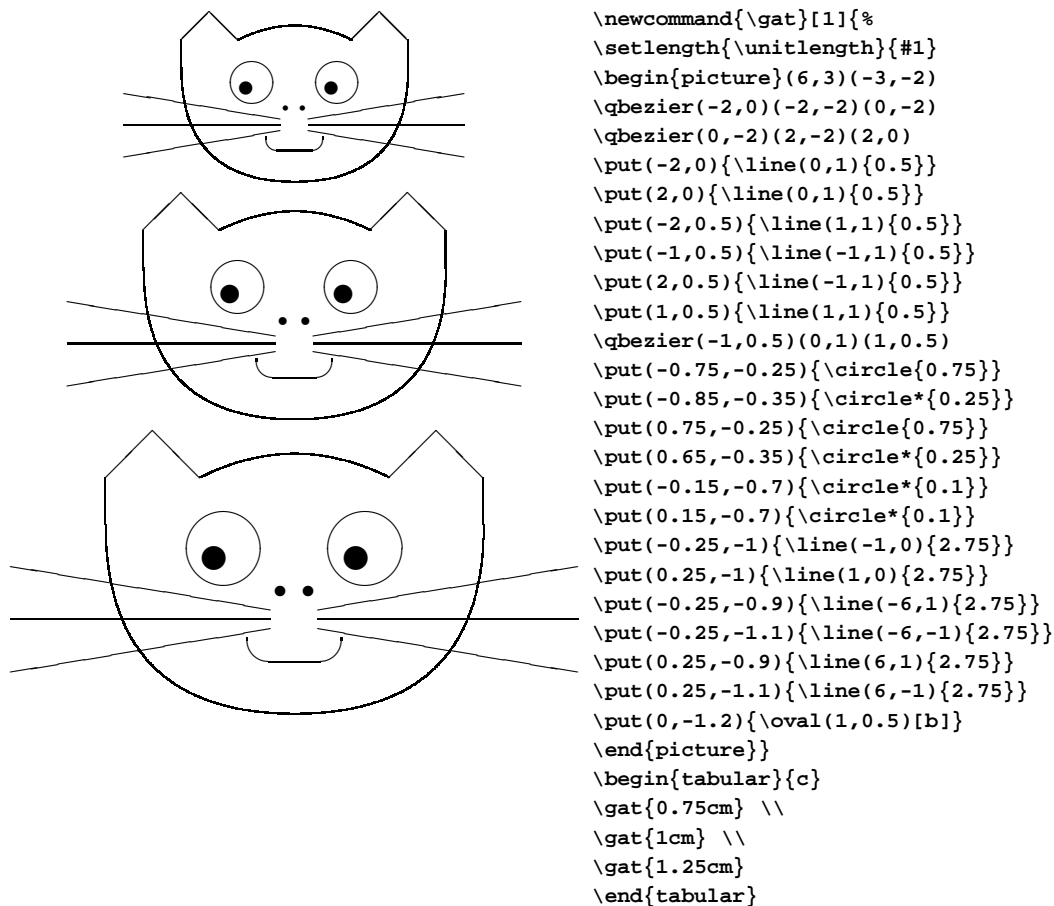 \newcommand{\gat}[1]{%
\setlength{\unitlength}{#1}
\begin{picture}(6,3)(-3,-2)
\qbezier(-2,0)(-2,-2)(0,-2)
\qbezier(0,-2)(2,-2)(2,0)
\put(-2,0){\line(0,1){0.5}}
\put(2,0){\line(0,1){0.5}}
\put(-2,0.5){\line(1,1){0.5}}
\put(-1,0.5){\line(-1,1){0.5}}
\put(2,0.5){\line(-1,1){0.5}}
\put(1,0.5){\line(1,1){0.5}}
\qbezier(-1,0.5)(0,1)(1,0.5)
\put(-0.75,-0.25){\circle{0.75}}
\put(-0.85,-0.35){\circle*{0.25}}
\put(0.75,-0.25){\circle{0.75}}
\put(0.65,-0.35){\circle*{0.25}}
\put(-0.15,-0.7){\circle*{0.1}}
\put(0.15,-0.7){\circle*{0.1}}
\put(-0.25,-1){\line(-1,0){2.75}}
\put(0.25,-1){\line(1,0){2.75}}
\put(-0.25,-0.9){\line(-6,1){2.75}}
\put(-0.25,-1.1){\line(-6,-1){2.75}}
\put(0.25,-0.9){\line(6,1){2.75}}
\put(0.25,-1.1){\line(6,-1){2.75}}
\put(0,-1.2){\oval(1,0.5)[b]}
\end{picture}}
\begin{tabular}{c}
\gat{0.75cm} \\
\gat{1cm} \\
\gat{1.25cm}
\end{tabular}